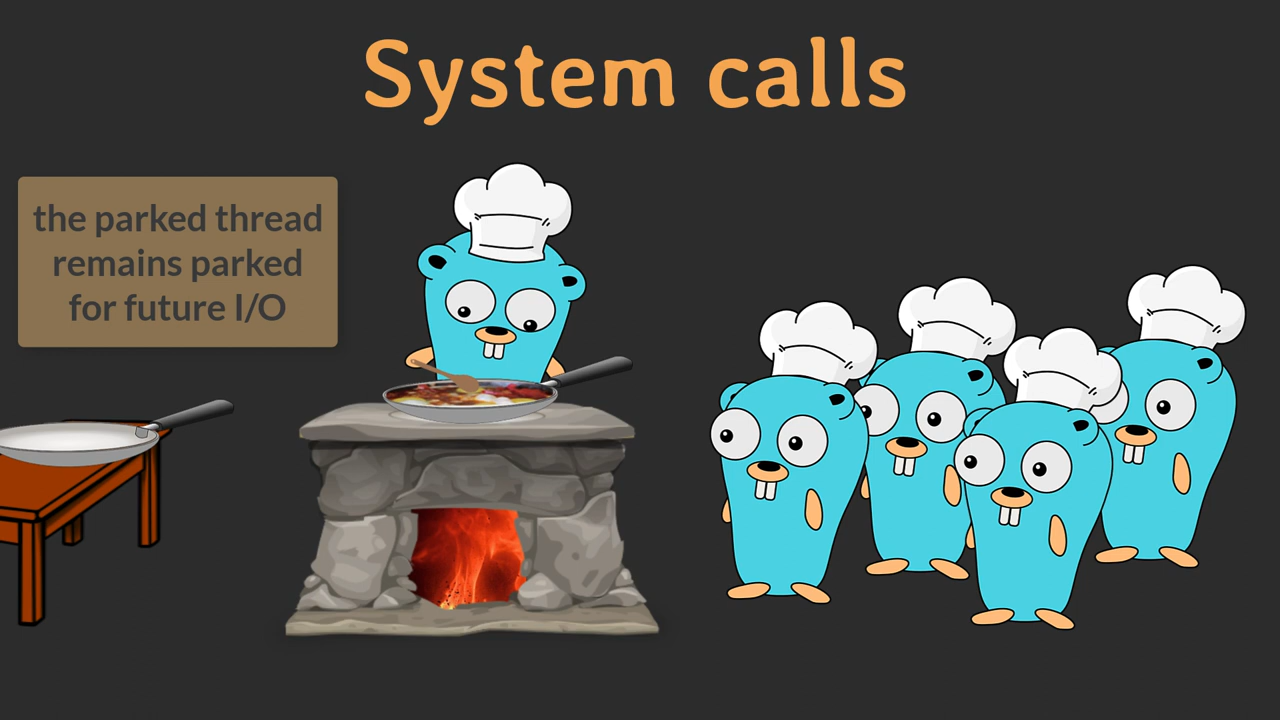 System calls
the parked thread
remains parked
for future I/O